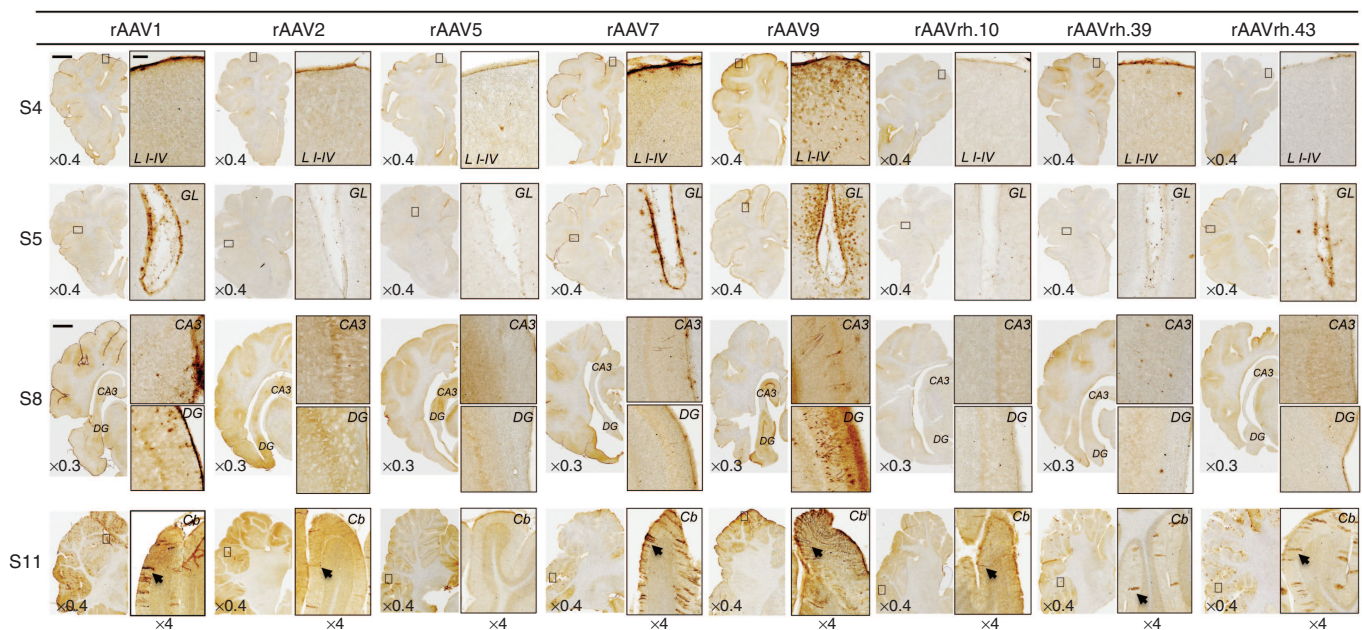 rAAV1 rAAV2 rAAV5 rAAV7 rAAV9 rAAVrh.10 rAAVrh.39 rAAVrh.43
S4
L I-IV L I-IV L I-IV L I-IV L I-IV L I-IV L I-IV L I-IV
×0.4 ×0.4 ×0.4 ×0.4 ×0.4 ×0.4 ×0.4 ×0.4
GL GL GL GL GL GL GL GL
S5
×0.4 ×0.4 ×0.4 ×0.4 ×0.4 ×0.4 ×0.4 ×0.4
CA3 CA3 CA3 CA3 CA3 CA3 CA3 CA3
CA3 CA3 CA3 CA3 CA3 CA3 CA3 CA3
S8
DG DG DG DG DG DG DG DG
DG DG DG DG DG DG DG DG
×0.3 ×0.3 ×0.3 ×0.3 ×0.3 ×0.3 ×0.3 ×0.3
Cb Cb Cb Cb Cb Cb Cb Cb
S11
×0.4 ×0.4 ×0.4 ×0.4 ×0.4 ×0.4 ×0.4 ×0.4
×4 ×4 ×4 ×4 ×4 ×4 ×4 ×4